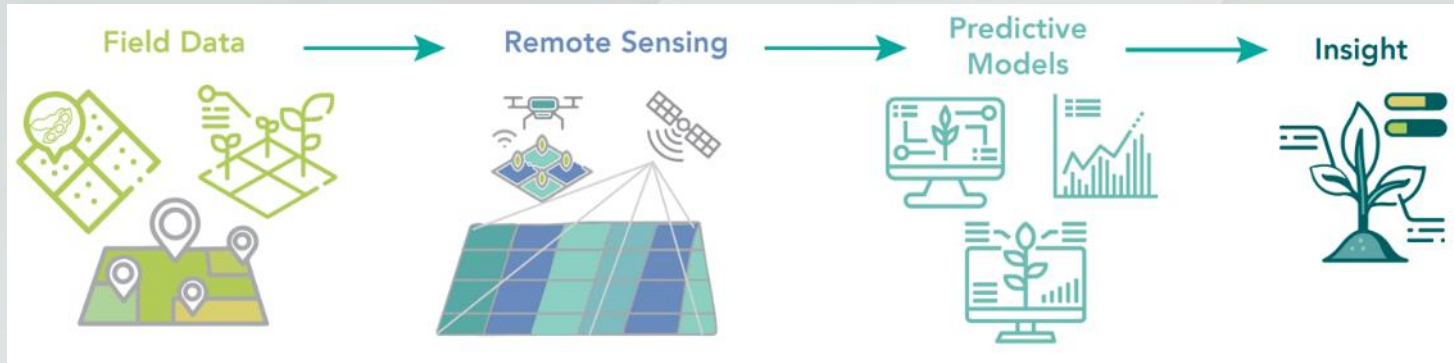 Field Data
Remote Sensing
Predictive
Models
Insight